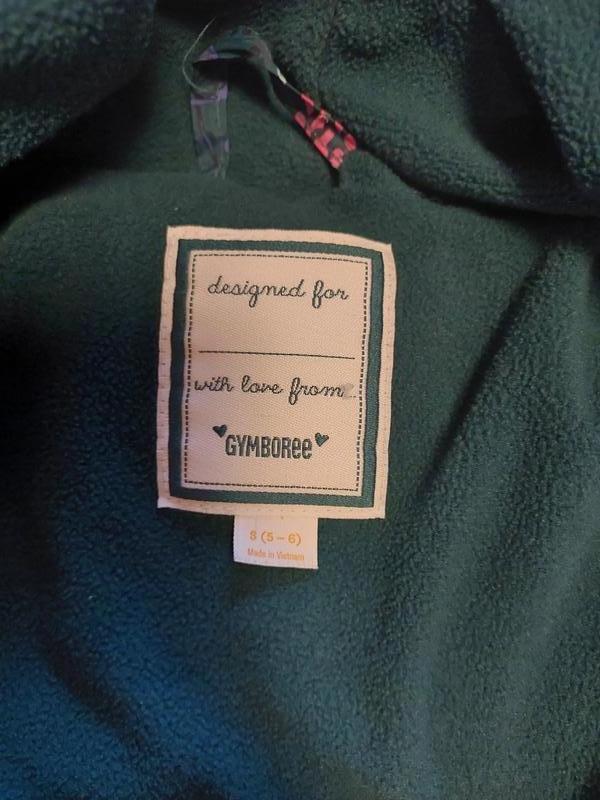 designed for
with love from...
GYMBOREE
S (5 – 6)
Made in Vietnam